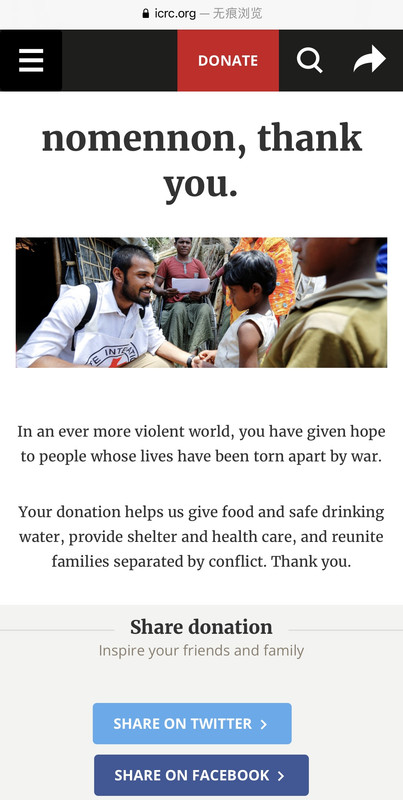 icrc.org — 无痕浏览
DONATE
nomennon, thank
you.
In an ever more violent world, you have given hope
to people whose lives have been torn apart by war.
Your donation helps us give food and safe drinking
water, provide shelter and health care, and reunite
families separated by conflict. Thank you.
Share donation
Inspire your friends and family
SHARE ON TWITTER
SHARE ON FACEBOOK